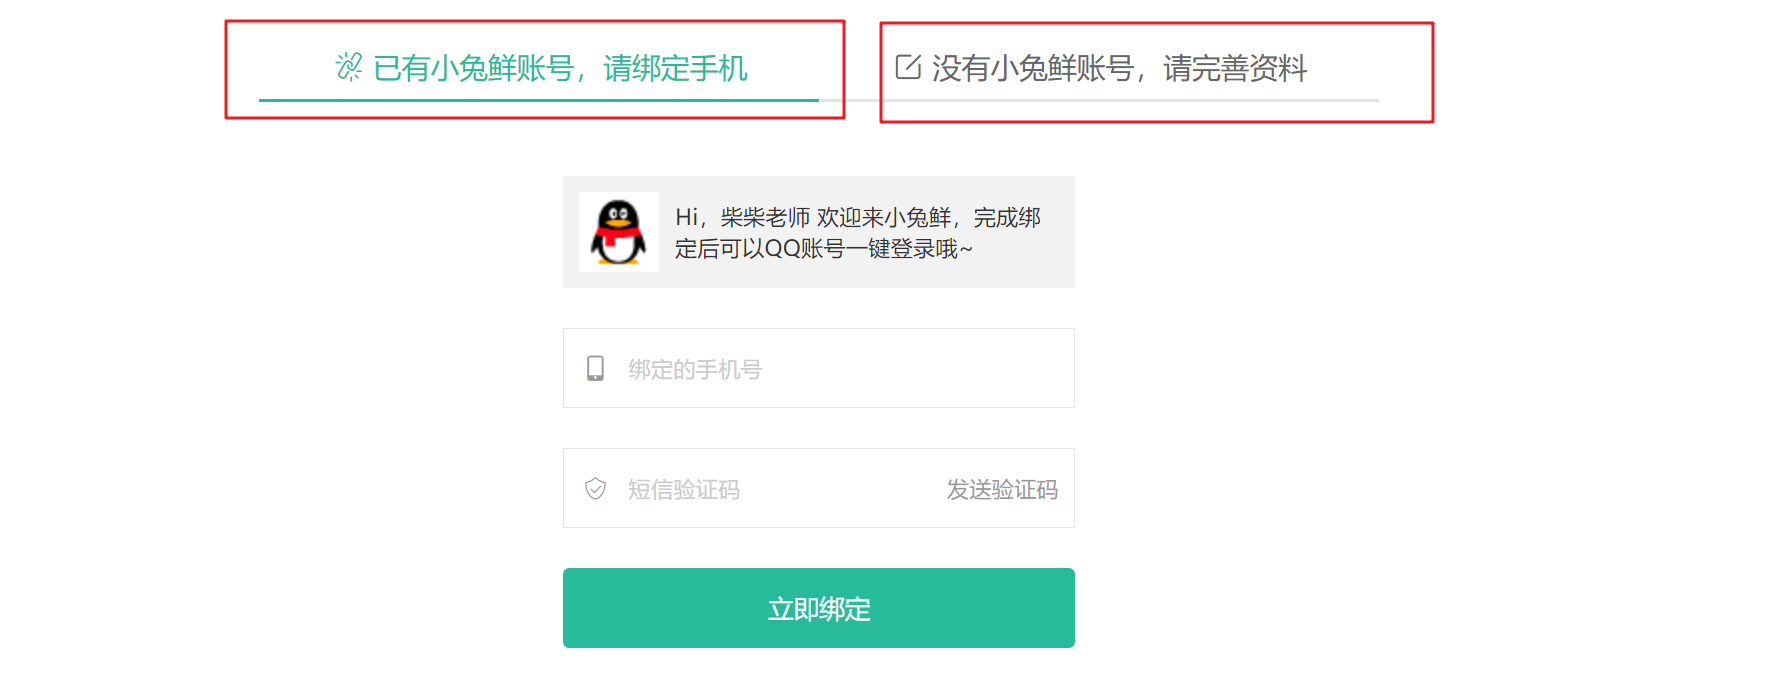 已有小兔鲜账号，请绑定手机
没有小兔鲜账号，请完善资料
Hi，柴柴老师 欢迎来小兔鲜，完成绑
定后可以QQ账号一键登录哦~
绑定的手机号
短信验证码
发送验证码
立即绑定